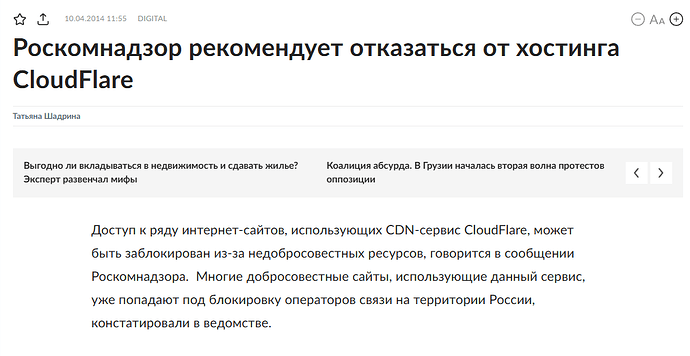 10.04.2014 11:55 DIGITAL
AA
Роскомнадзор рекомендует отказаться от хостинга
CloudFlare
Татьяна Шадрина
Выгодно ли вкладываться в недвижимость и сдавать жилье?
Эксперт развенчал мифы
Коалиция абсурда. В Грузии началась вторая волна протестов
оппозиции
Доступ к ряду интернет-сайтов, использующих CDN-сервис CloudFlare, может
быть заблокирован из-за недобросовестных ресурсов, говорится в сообщении
Роскомнадзора. Многие добросовестные сайты, использующие данный сервис,
уже попадают под блокировку операторов связи на территории России,
констатировали в ведомстве.